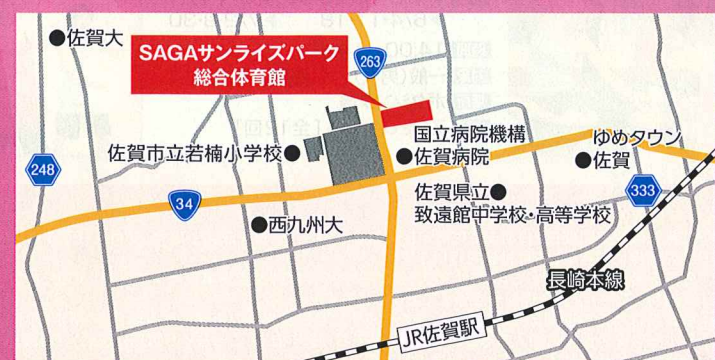 佐賀大
SAGAサンライズパーク
総合体育館
263
国立病院機構
佐賀病院
ゆめタウン
佐賀
佐賀市立若楠小学校
248
34
333
佐賀県立
致遠館中学校・高等学校
西九州大
長崎本線
JR佐賀駅